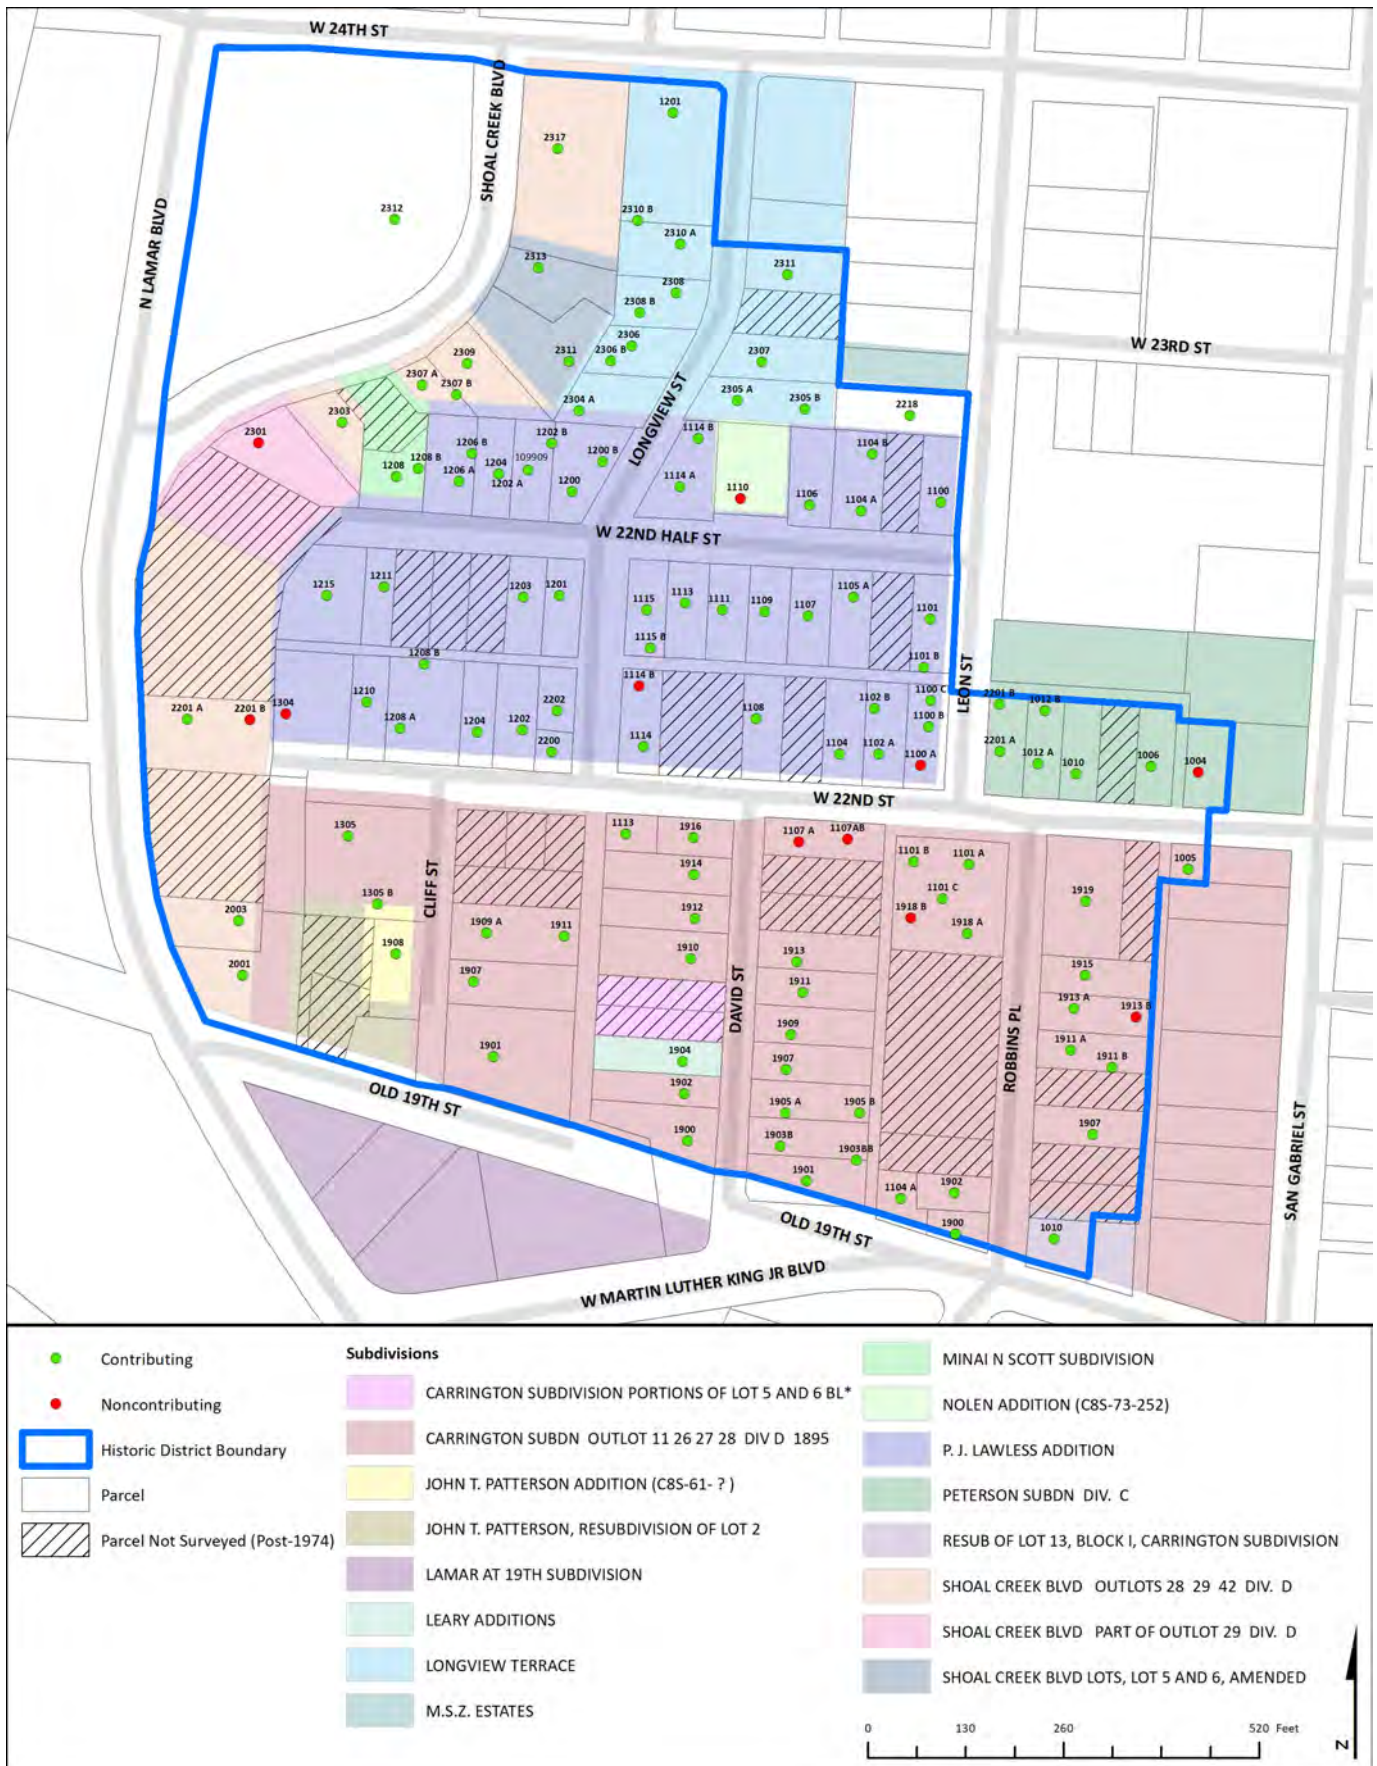 W 24TH ST
1201
2317
SHOAL CREEK BLVD
2312
2310 B
2310 A
N LAMAR BLVD
2313
2311
2308
2308 B
2306
2311
2306 B
2307
W 23RD ST
2309
2307 A
2307 B
2305 A
2305 B
2218
2304 A
LONGVIEW ST
2303
2301
1202 B
1114 B
1104 B
1206 B
1200 B
1208 B
1208
1204
109909
1206 A
1202 A
1200
1114 A
1110
1106
1104 A
1100
W 22ND HALF ST
1215
1211
1203
1201
1115
1113
1111
1109
1107
1105 A
1101
1115 B
1208 B
1101 B
1114 B
LEON ST
1100 C
2201 B
1012 B
2201 A
2201 B
1304
1210
1208 A
1204
1202
2202
2200
1114
1108
1102 B
1100 B
1104
1102 A
1100 A
2201 A
1012 A
1010
1006
1004
W 22ND ST
1305
1113
1916
1107 A
1107AB
1101 B
1101 A
1005
1914
CLIFF ST
1305 B
1101 C
1919
2003
1909 A
1911
1912
1918 B
1918 A
1908
1910
1913
2001
1907
DAVID ST
1911
1915
1913 A
1913 B
1909
1901
1904
1907
ROBBINS PL
1911 A
1911 B
OLD 19TH ST
1902
1905 A
1905 B
1900
1903B
1903BB
1907
1901
1104 A
1902
SAN GABRIEL ST
OLD 19TH ST
1900
1010
W MARTIN LUTHER KING JR BLVD
Contributing
Noncontributing
Historic District Boundary
Parcel
Parcel Not Surveyed (Post-1974)
Subdivisions
CARRINGTON SUBDIVISION PORTIONS OF LOT 5 AND 6 BL*
CARRINGTON SUBDN OUTLOT 11 26 27 28 DIV D 1895
JOHN T. PATTERSON ADDITION (C8S-61- ? )
JOHN T. PATTERSON, RESUBDIVISION OF LOT 2
LAMAR AT 19TH SUBDIVISION
LEARY ADDITIONS
LONGVIEW TERRACE
M.S.Z. ESTATES
MINAI N SCOTT SUBDIVISION
NOLEN ADDITION (C8S-73-252)
P. J. LAWLESS ADDITION
PETERSON SUBDN DIV. C
RESUB OF LOT 13, BLOCK I, CARRINGTON SUBDIVISION
SHOAL CREEK BLVD OUTLOTS 28 29 42 DIV. D
SHOAL CREEK BLVD PART OF OUTLOT 29 DIV. D
SHOAL CREEK BLVD LOTS, LOT 5 AND 6, AMENDED
0 130 260 520 Feet
N